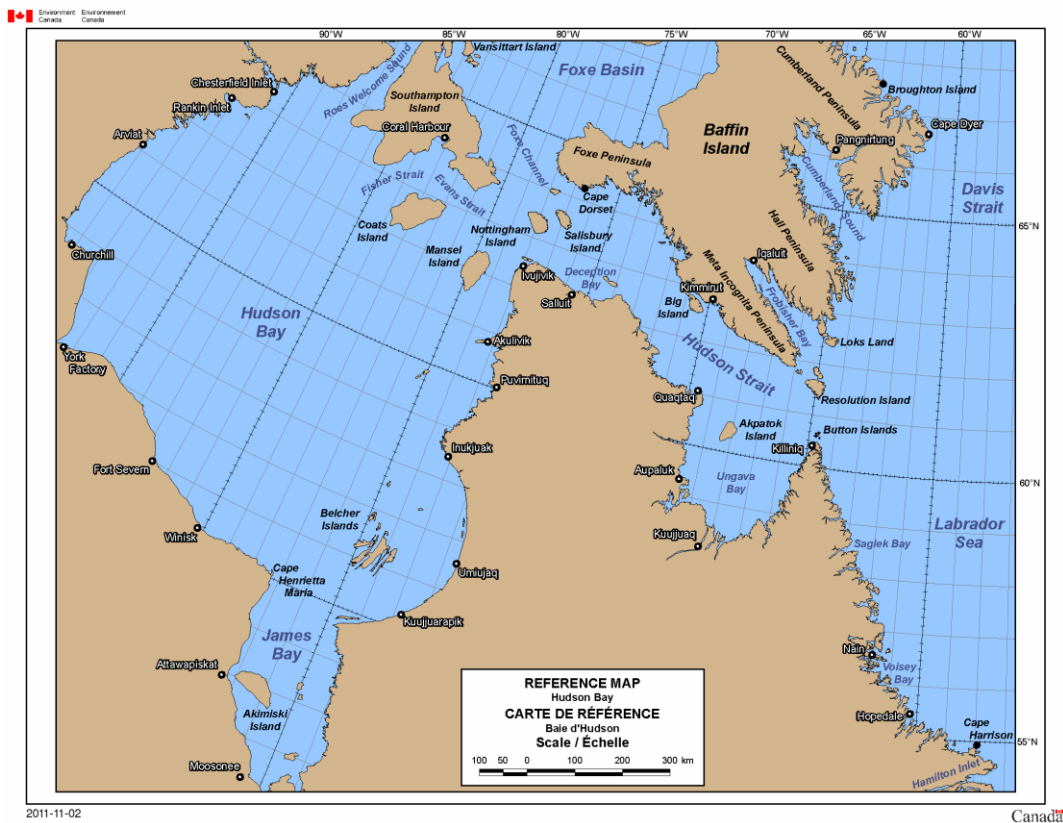 Environment Environnement
Canada Canada
90°W
85°W
80°W
75°W
70°W
65°W
60°W
Vansittart Island
Foxe Basin
Chesterfield Inlet
Rankin Inlet
Roes Welcome Sound
Southampton
Island
Coral Harbour
Arviat
Cumberland Peninsula
Broughton Island
Cape Dyer
Pangnirtung
Baffin
Island
Foxe Channel
Foxe Peninsula
Fisher Strait
Evans Strait
Cape
Dorset
Cumberland Sound
Davis
Strait
65°N
Coats
Island
Nottingham
Island
Salisbury
Island
Mansel
Island
Hall Peninsula
Churchill
Ivujivik
Deception
Bay
Salluit
Iqaluit
Meta Incognita Peninsula
Kimmirut
Big
Island
Frobisher Bay
Hudson
Bay
York
Factory
Akulivik
Loks Land
Hudson Strait
Puvirnituq
Quaqtaq
Resolution Island
Akpatok
Island
Button Islands
Killiniq
Inukjuak
Fort Severn
Aupaluk
Ungava
Bay
60°N
Belcher
Islands
Winisk
Kuujjuaq
Saglek Bay
Labrador
Sea
Cape
Henrietta
Maria
Umiujaq
Kuujjuarapik
James
Bay
Attawapiskat
Nain
Voisey
Bay
Akimiski
Island
Hopedale
Cape
Harrison
55°N
Moosonee
Hamilton Inlet
REFERENCE MAP
Hudson Bay
CARTE DE RÉFÉRENCE
Baie d'Hudson
Scale / Échelle
100 50 0 100 200 300 km
2011-11-02
Canada